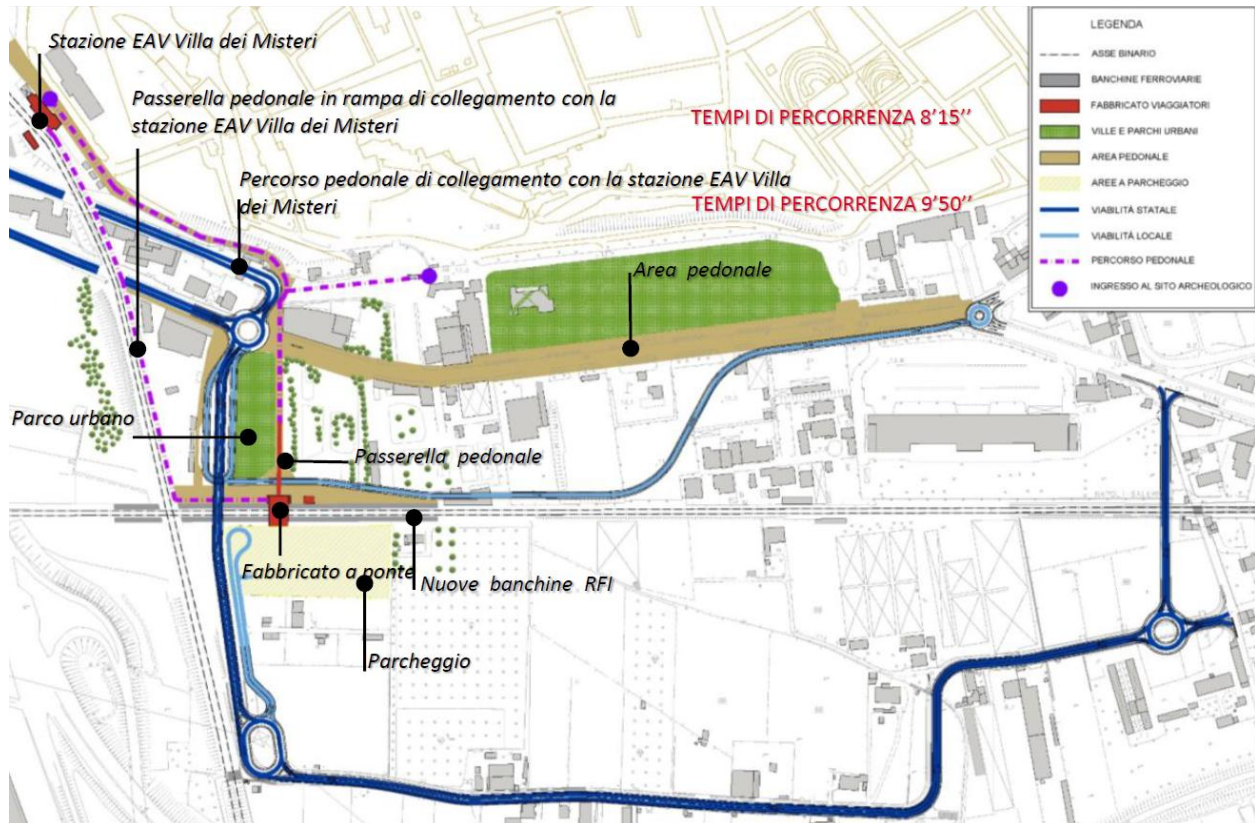 Stazione EAV Villa dei Misteri
Passerella pedonale in rampa di collegamento con la
stazione EAV Villa dei Misteri
TEMPI DI PERCORRENZA 8’15’’
Percorso pedonale di collegamento con la stazione EAV Villa
dei Misteri
TEMPI DI PERCORRENZA 9’50’’
Area pedonale
Parco urbano
Passerella pedonale
NAPOLI-SALERNO
Fabbricato a ponte
Nuove banchine RFI
Parcheggio
LEGENDA
ASSE BINARIO
BANCHINE FERROVIARIE
FABBRICATO VIAGGIATORI
VILLE E PARCHI URBANI
AREA PEDONALE
AREE A PARCHEGGIO
VIABILITÀ STATALE
VIABILITÀ LOCALE
PERCORSO PEDONALE
INGRESSO AL SITO ARCHEOLOGICO